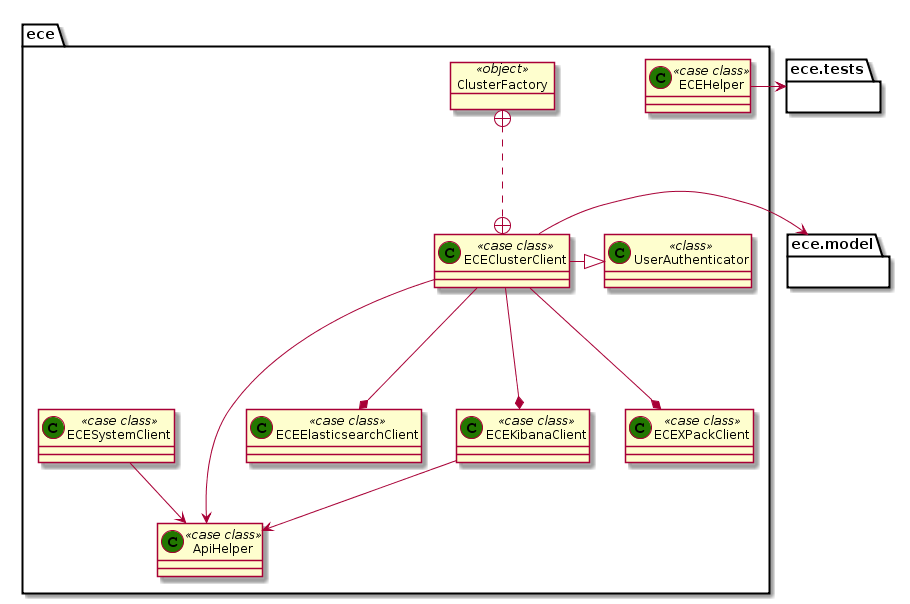 ece
«object»
ClusterFactory
C «case class»
ECEHelper
ece.tests
C «case class»
ECEClusterClient
C «class»
UserAuthenticator
ece.model
C «case class»
ECESystemClient
C «case class»
ECEElasticsearchClient
C «case class»
ECEKibanaClient
C «case class»
ECEXPackClient
C «case class»
ApiHelper